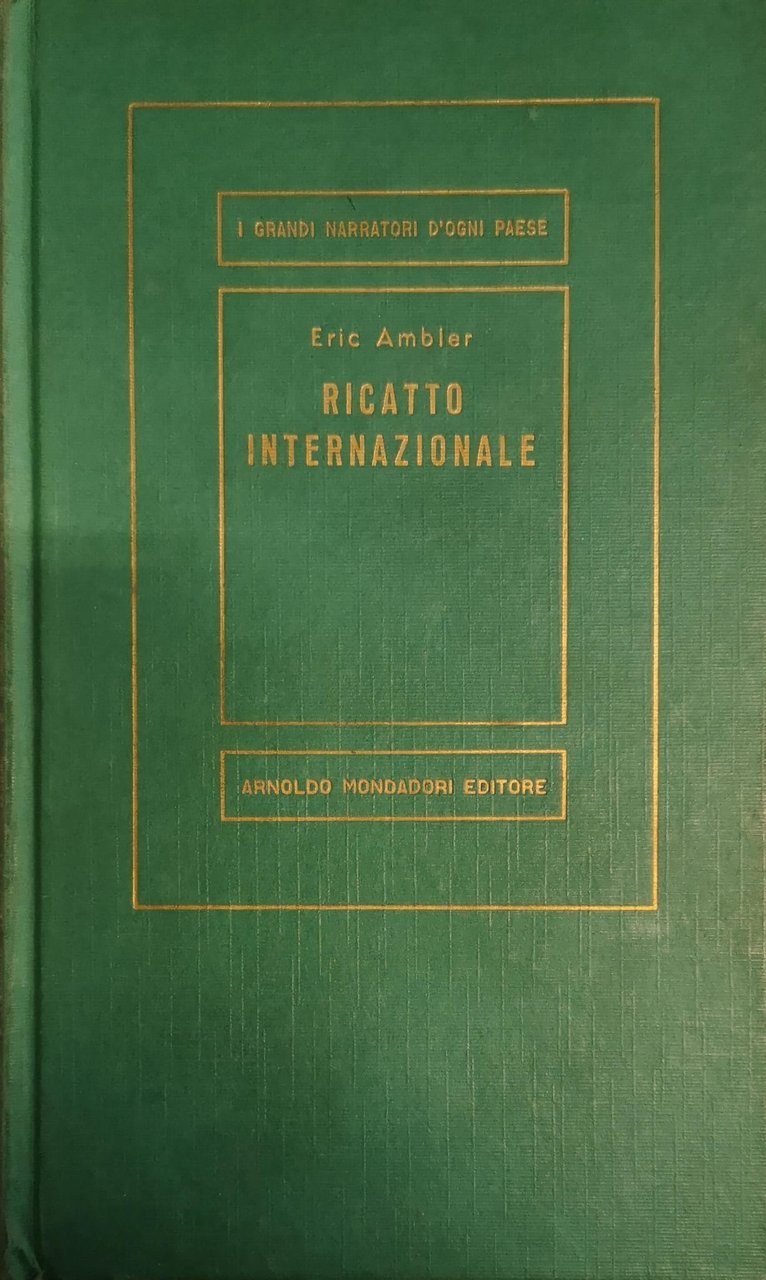 I GRANDI NARRATORI D'OGNI PAESE
Eric Ambler
RICATTO
INTERNAZIONALE
ARNOLDO MONDADORI EDITORE